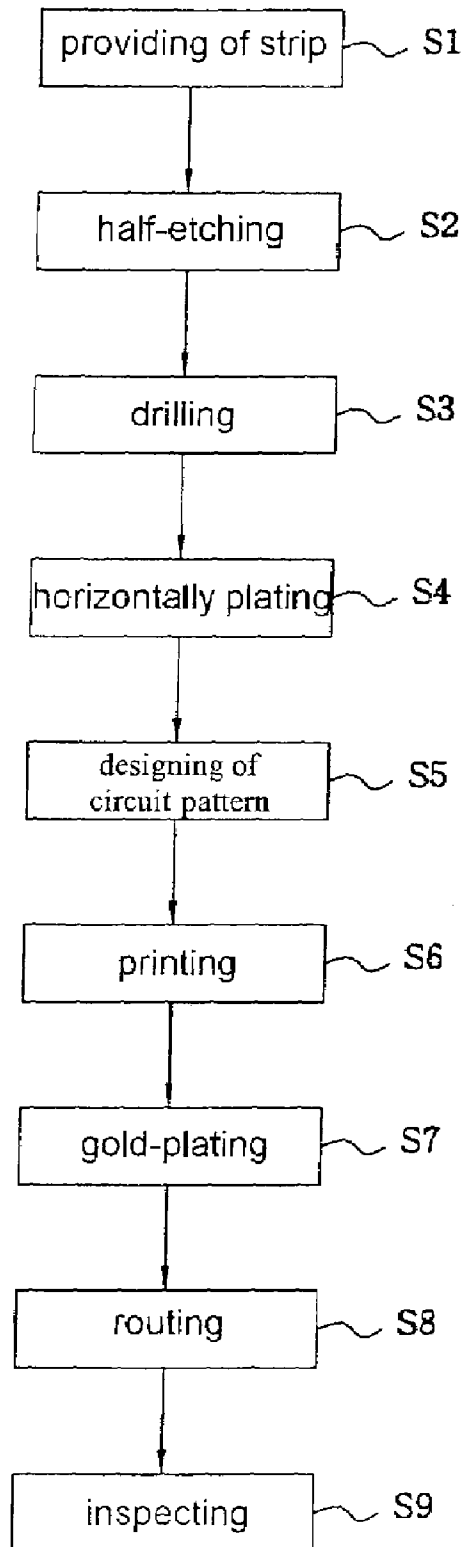 providing of strip S1
half-etching S2
drilling S3
horizontally plating S4
designing of
circuit pattern S5
printing S6
gold-plating S7
routing S8
inspecting S9